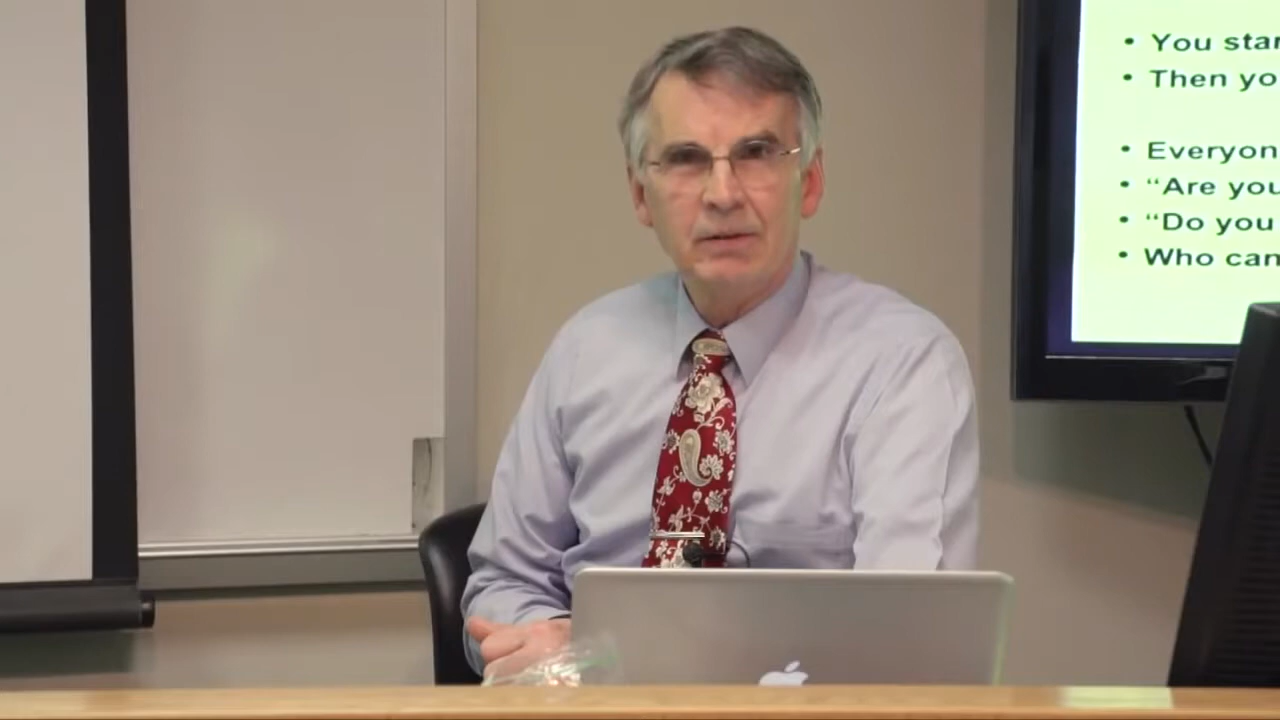 • You star
• Then yo
• Everyon
• “Are you
• “Do you
• Who can